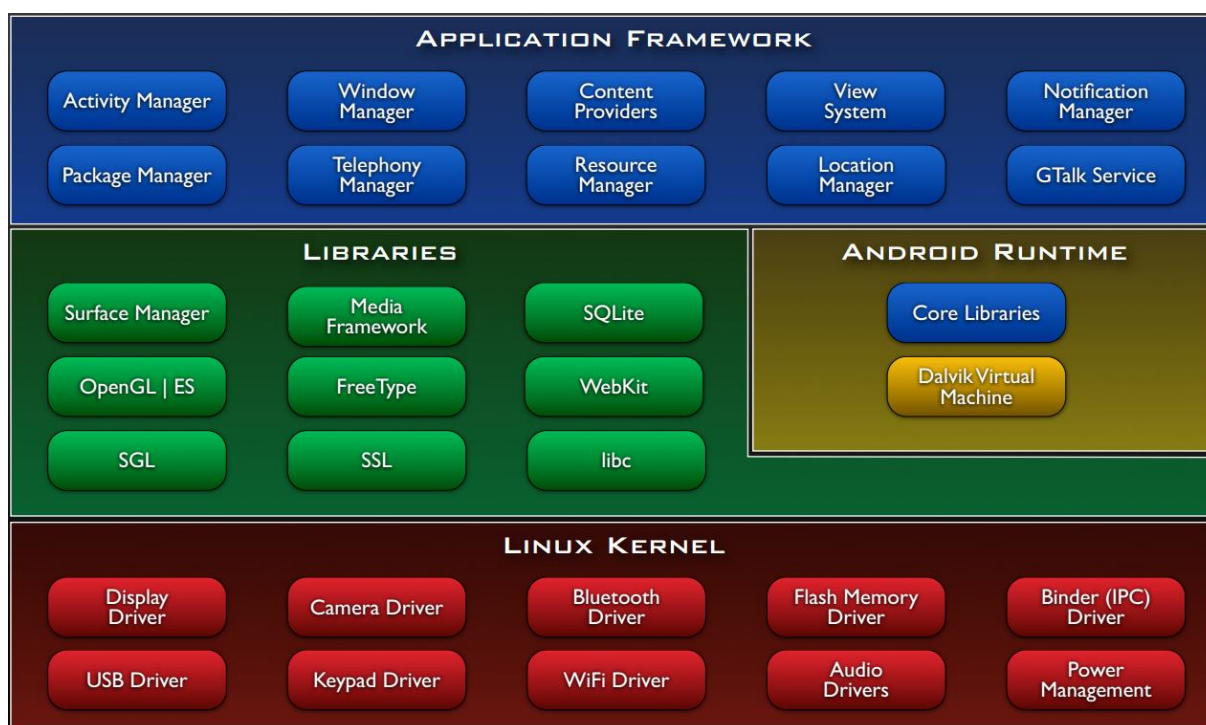 APPLICATION FRAMEWORK
Activity Manager
Window
Manager
Content
Providers
View
System
Notification
Manager
Package Manager
Telephony
Manager
Resource
Manager
Location
Manager
GTalk Service
LIBRARIES
Surface Manager
Media
Framework
SQLite
OpenGL | ES
FreeType
WebKit
SGL
SSL
libc
ANDROID RUNTIME
Core Libraries
Dalvik Virtual
Machine
LINUX KERNEL
Display
Driver
Camera Driver
Bluetooth
Driver
Flash Memory
Driver
Binder (IPC)
Driver
USB Driver
Keypad Driver
WiFi Driver
Audio
Drivers
Power
Management